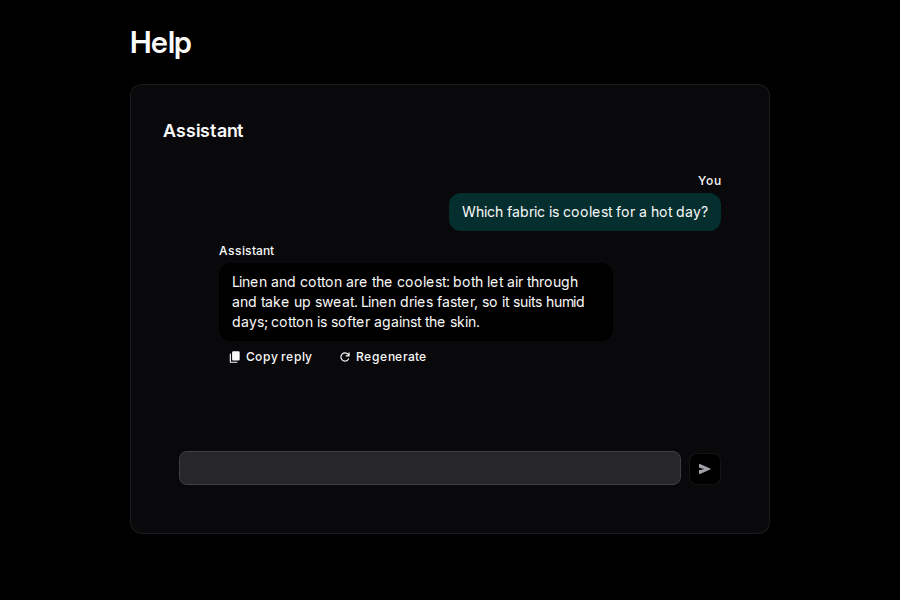 Help
Assistant
You
Which fabric is coolest for a hot day?
Assistant
Linen and cotton are the coolest: both let air through
and take up sweat. Linen dries faster, so it suits humid
days; cotton is softer against the skin.
Copy reply
Regenerate